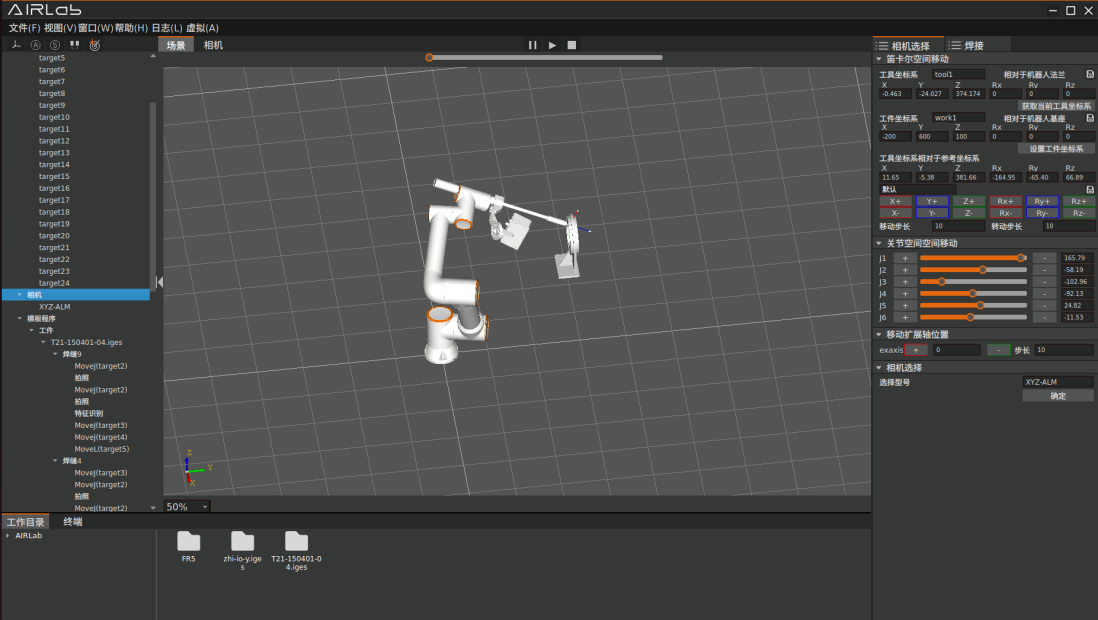 AIRLab
文件(F) 视图(V) 窗口(W) 帮助(H) 日志(L) 虚拟(A)
场景 相机
target5
target6
target7
target8
target9
target10
target11
target12
target13
target14
target15
target16
target17
target18
target19
target20
target21
target22
target23
target24
相机
XYZ-ALM
模板程序
工件
T21-150401-04.iges
焊缝9
MoveJ(target2)
拍照
MoveJ(target2)
拍照
特征识别
MoveJ(target3)
MoveJ(target4)
MoveL(target5)
焊缝4
MoveJ(target3)
MoveJ(target2)
拍照
MoveJ(target2)
Z
Y
X
50%
相机选择 焊接
笛卡尔空间移动
工具坐标系 tool1 相对于机器人法兰
X Y Z Rx Ry Rz
-0.463 -24.027 374.174 0 0 0
获取当前工具坐标系
工件坐标系 work1 相对于机器人基座
X Y Z Rx Ry Rz
-200 600 100 0 0 0
设置工件坐标系
工具坐标系相对于参考坐标系
X Y Z Rx Ry Rz
11.65 -5.38 381.66 -164.95 -65.40 66.89
默认
X+ Y+ Z+ Rx+ Ry+ Rz+
X- Y- Z- Rx- Ry- Rz-
移动步长 10 转动步长 10
关节空间空间移动
J1 + - 165.79
J2 + - -58.19
J3 + - -102.96
J4 + - -92.13
J5 + - 24.82
J6 + - -11.53
移动扩展轴位置
exaxis + 0 - 步长 10
相机选择
选择型号 XYZ-ALM
确定
工作目录 终端
AIRLab
FR5 zhi-io-y.iges T21-150401-04.iges